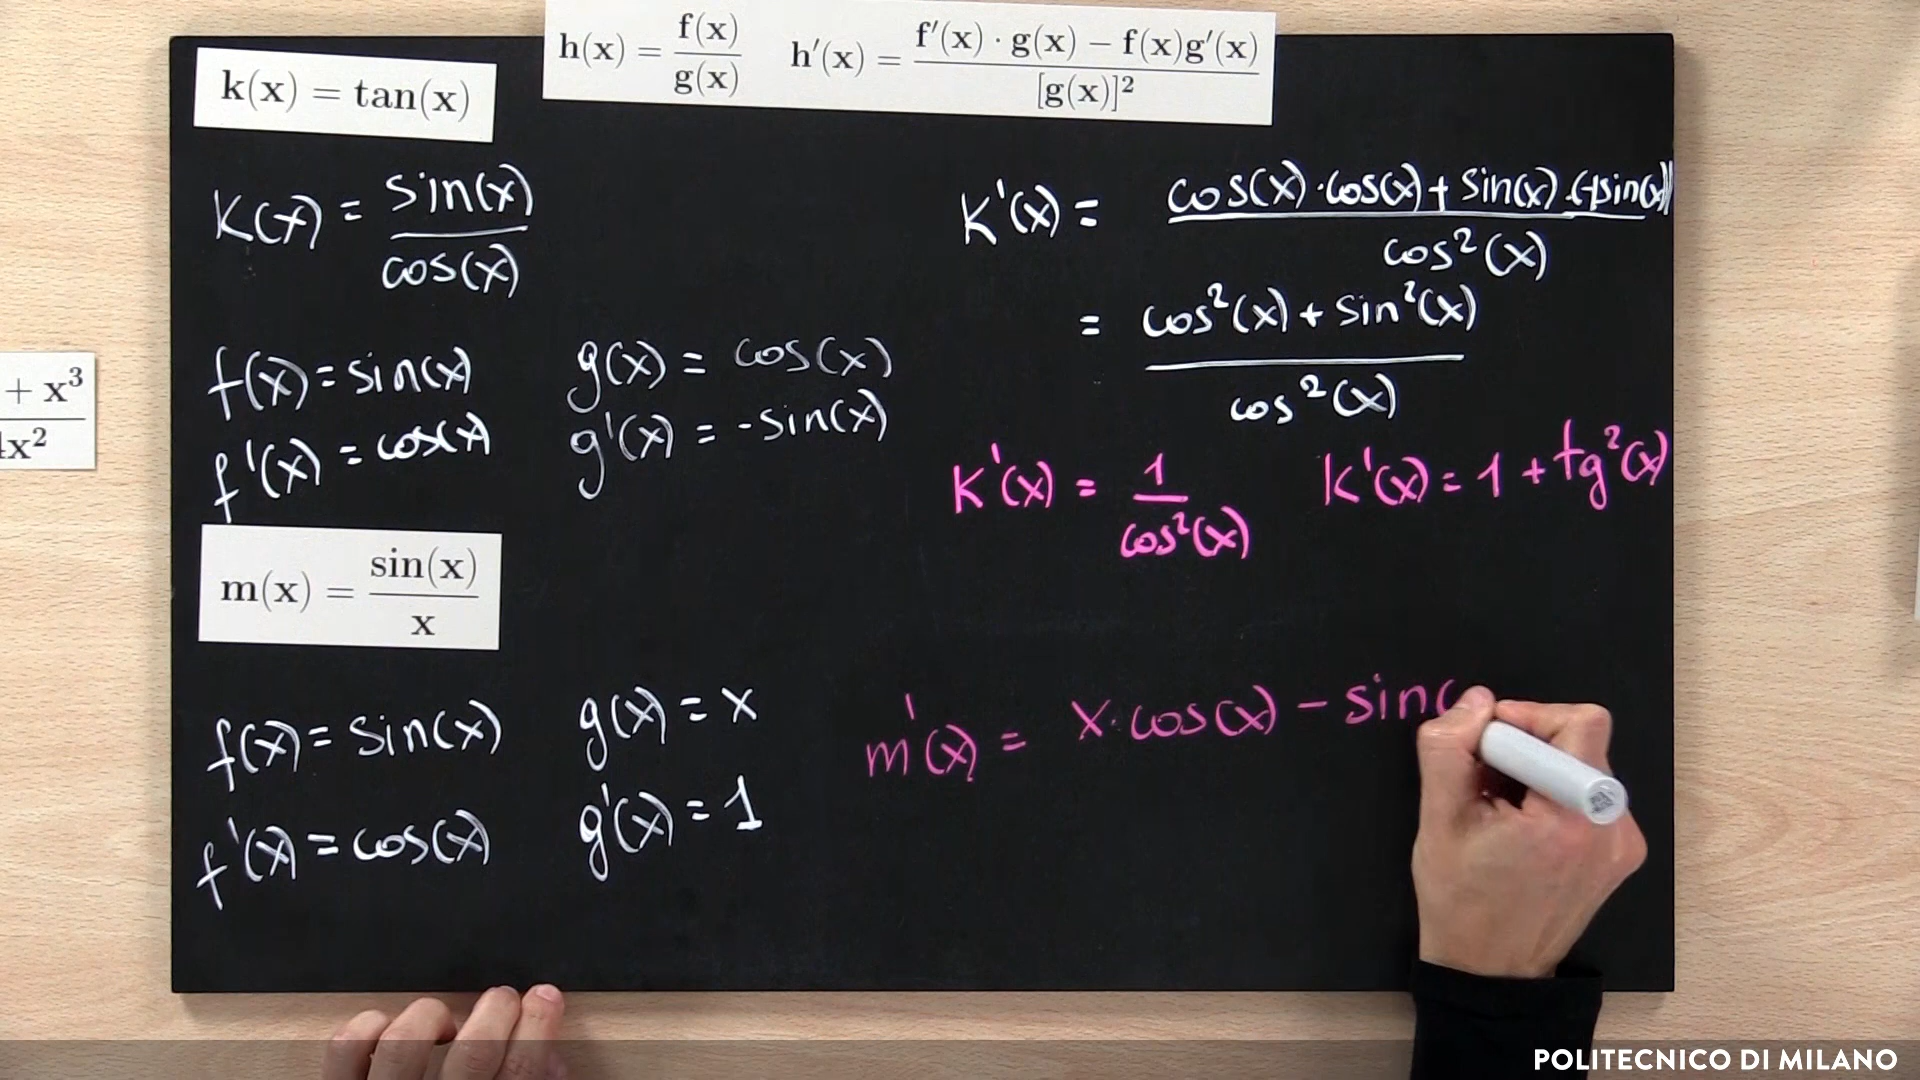 h(x) = f(x)/g(x) h′(x) = f′(x) · g(x) − f(x)g′(x)/[g(x)]²
k(x) = tan(x)
K(x) = sin(x)/cos(x)
f(x) = sin(x) g(x) = cos(x)
f'(x) = cos(x) g'(x) = -sin(x)
K'(x) = cos(x)·cos(x) + sin(x)·(+sin(x))/cos²(x)
= cos²(x) + sin²(x)/cos²(x)
K'(x) = 1/cos²(x) K'(x) = 1 + tg²(x)
+ x³
4x²
m(x) = sin(x)/x
f(x) = sin(x) g(x) = x
f'(x) = cos(x) g'(x) = 1
m'(x) = x·cos(x) − sin(
POLITECNICO DI MILANO